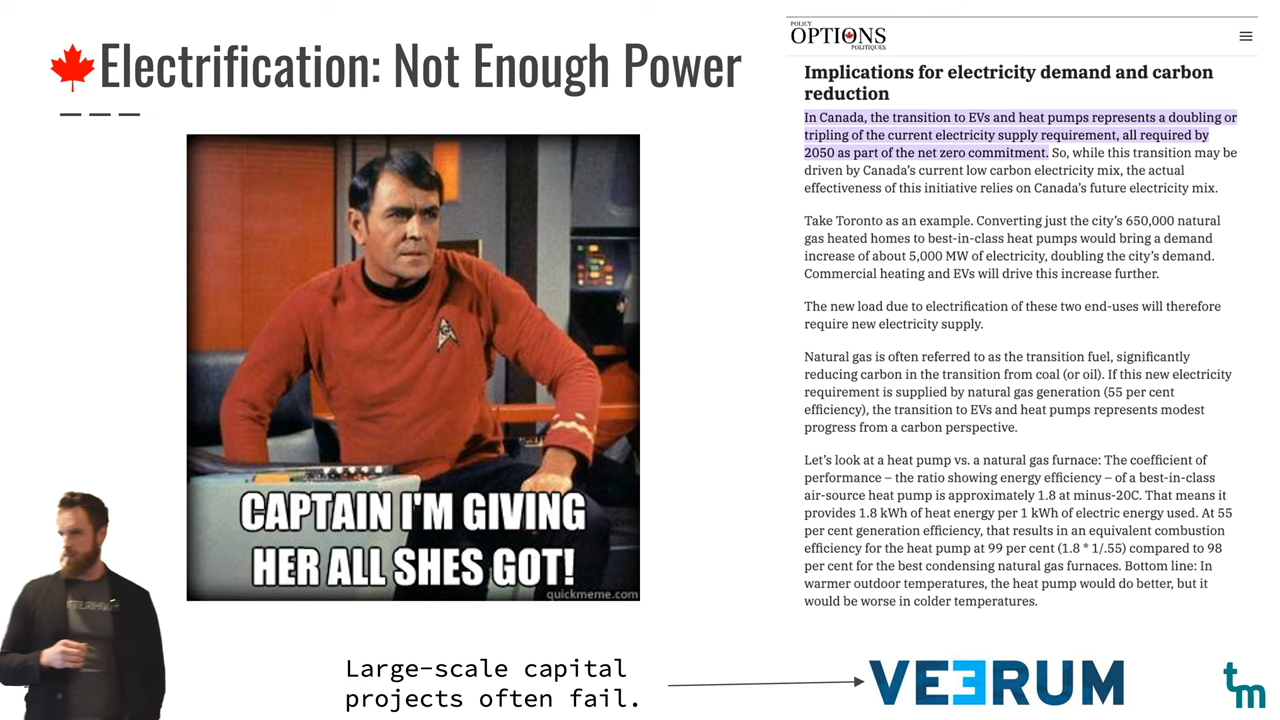 Electrification: Not Enough Power
CAPTAIN I'M GIVING
HER ALL SHES GOT!
quickmeme.com
Large-scale capital
projects often fail.
POLICY
OPTIONS
POLITIQUES
Implications for electricity demand and carbon
reduction
In Canada, the transition to EVs and heat pumps represents a doubling or
tripling of the current electricity supply requirement, all required by
2050 as part of the net zero commitment. So, while this transition may be
driven by Canada's current low carbon electricity mix, the actual
effectiveness of this initiative relies on Canada's future electricity mix.
Take Toronto as an example. Converting just the city's 650,000 natural
gas heated homes to best-in-class heat pumps would bring a demand
increase of about 5,000 MW of electricity, doubling the city's demand.
Commercial heating and EVs will drive this increase further.
The new load due to electrification of these two end-uses will therefore
require new electricity supply.
Natural gas is often referred to as the transition fuel, significantly
reducing carbon in the transition from coal (or oil). If this new electricity
requirement is supplied by natural gas generation (55 per cent
efficiency), the transition to EVs and heat pumps represents modest
progress from a carbon perspective.
Let's look at a heat pump vs. a natural gas furnace: The coefficient of
performance – the ratio showing energy efficiency – of a best-in-class
air-source heat pump is approximately 1.8 at minus-20C. That means it
provides 1.8 kWh of heat energy per 1 kWh of electric energy used. At 55
per cent generation efficiency, that results in an equivalent combustion
efficiency for the heat pump at 99 per cent (1.8 * 1/.55) compared to 98
per cent for the best condensing natural gas furnaces. Bottom line: In
warmer outdoor temperatures, the heat pump would do better, but it
would be worse in colder temperatures.
VEERUM
tm